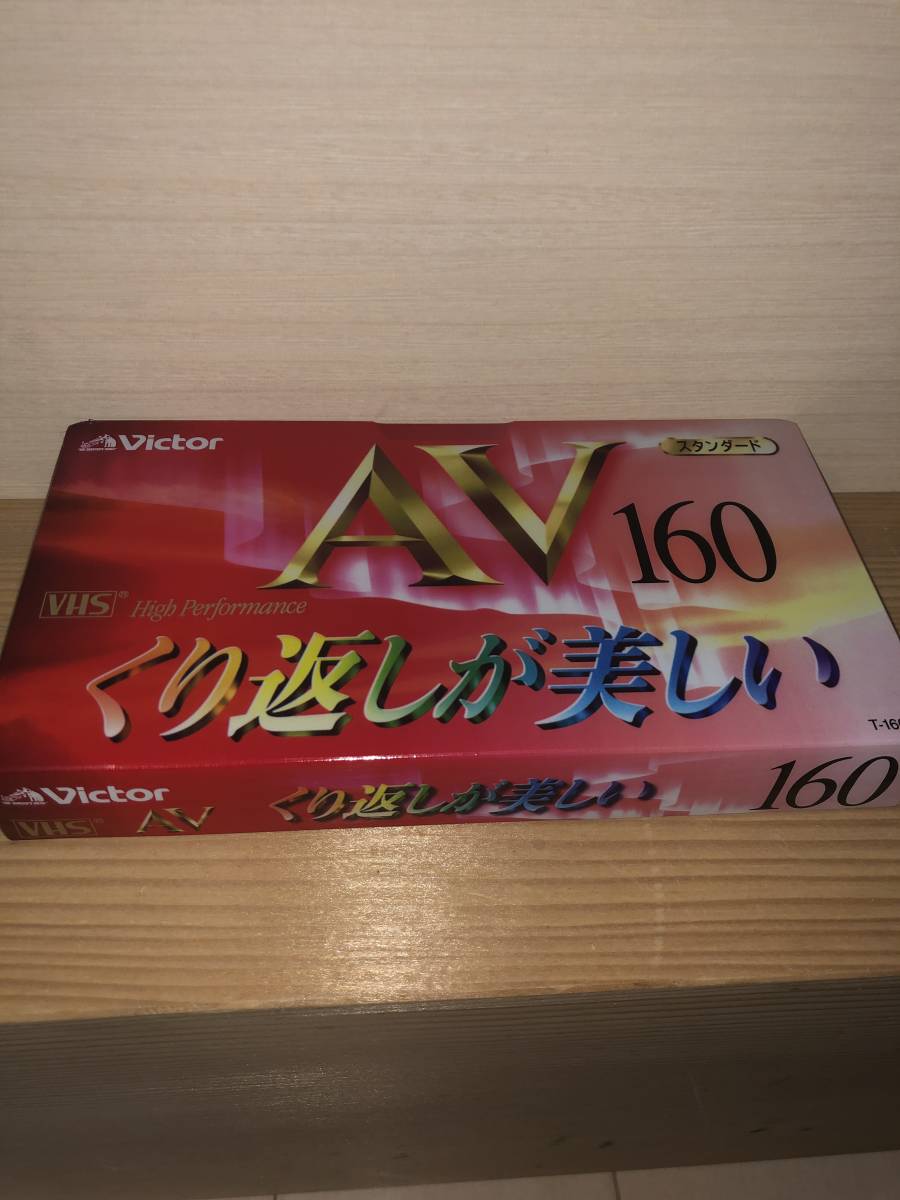 Victor
AV 160
スタンダード
VHS® High Performance
くり返しが美しい
T-160
Victor
VHS® AV くり返しが美しい 160